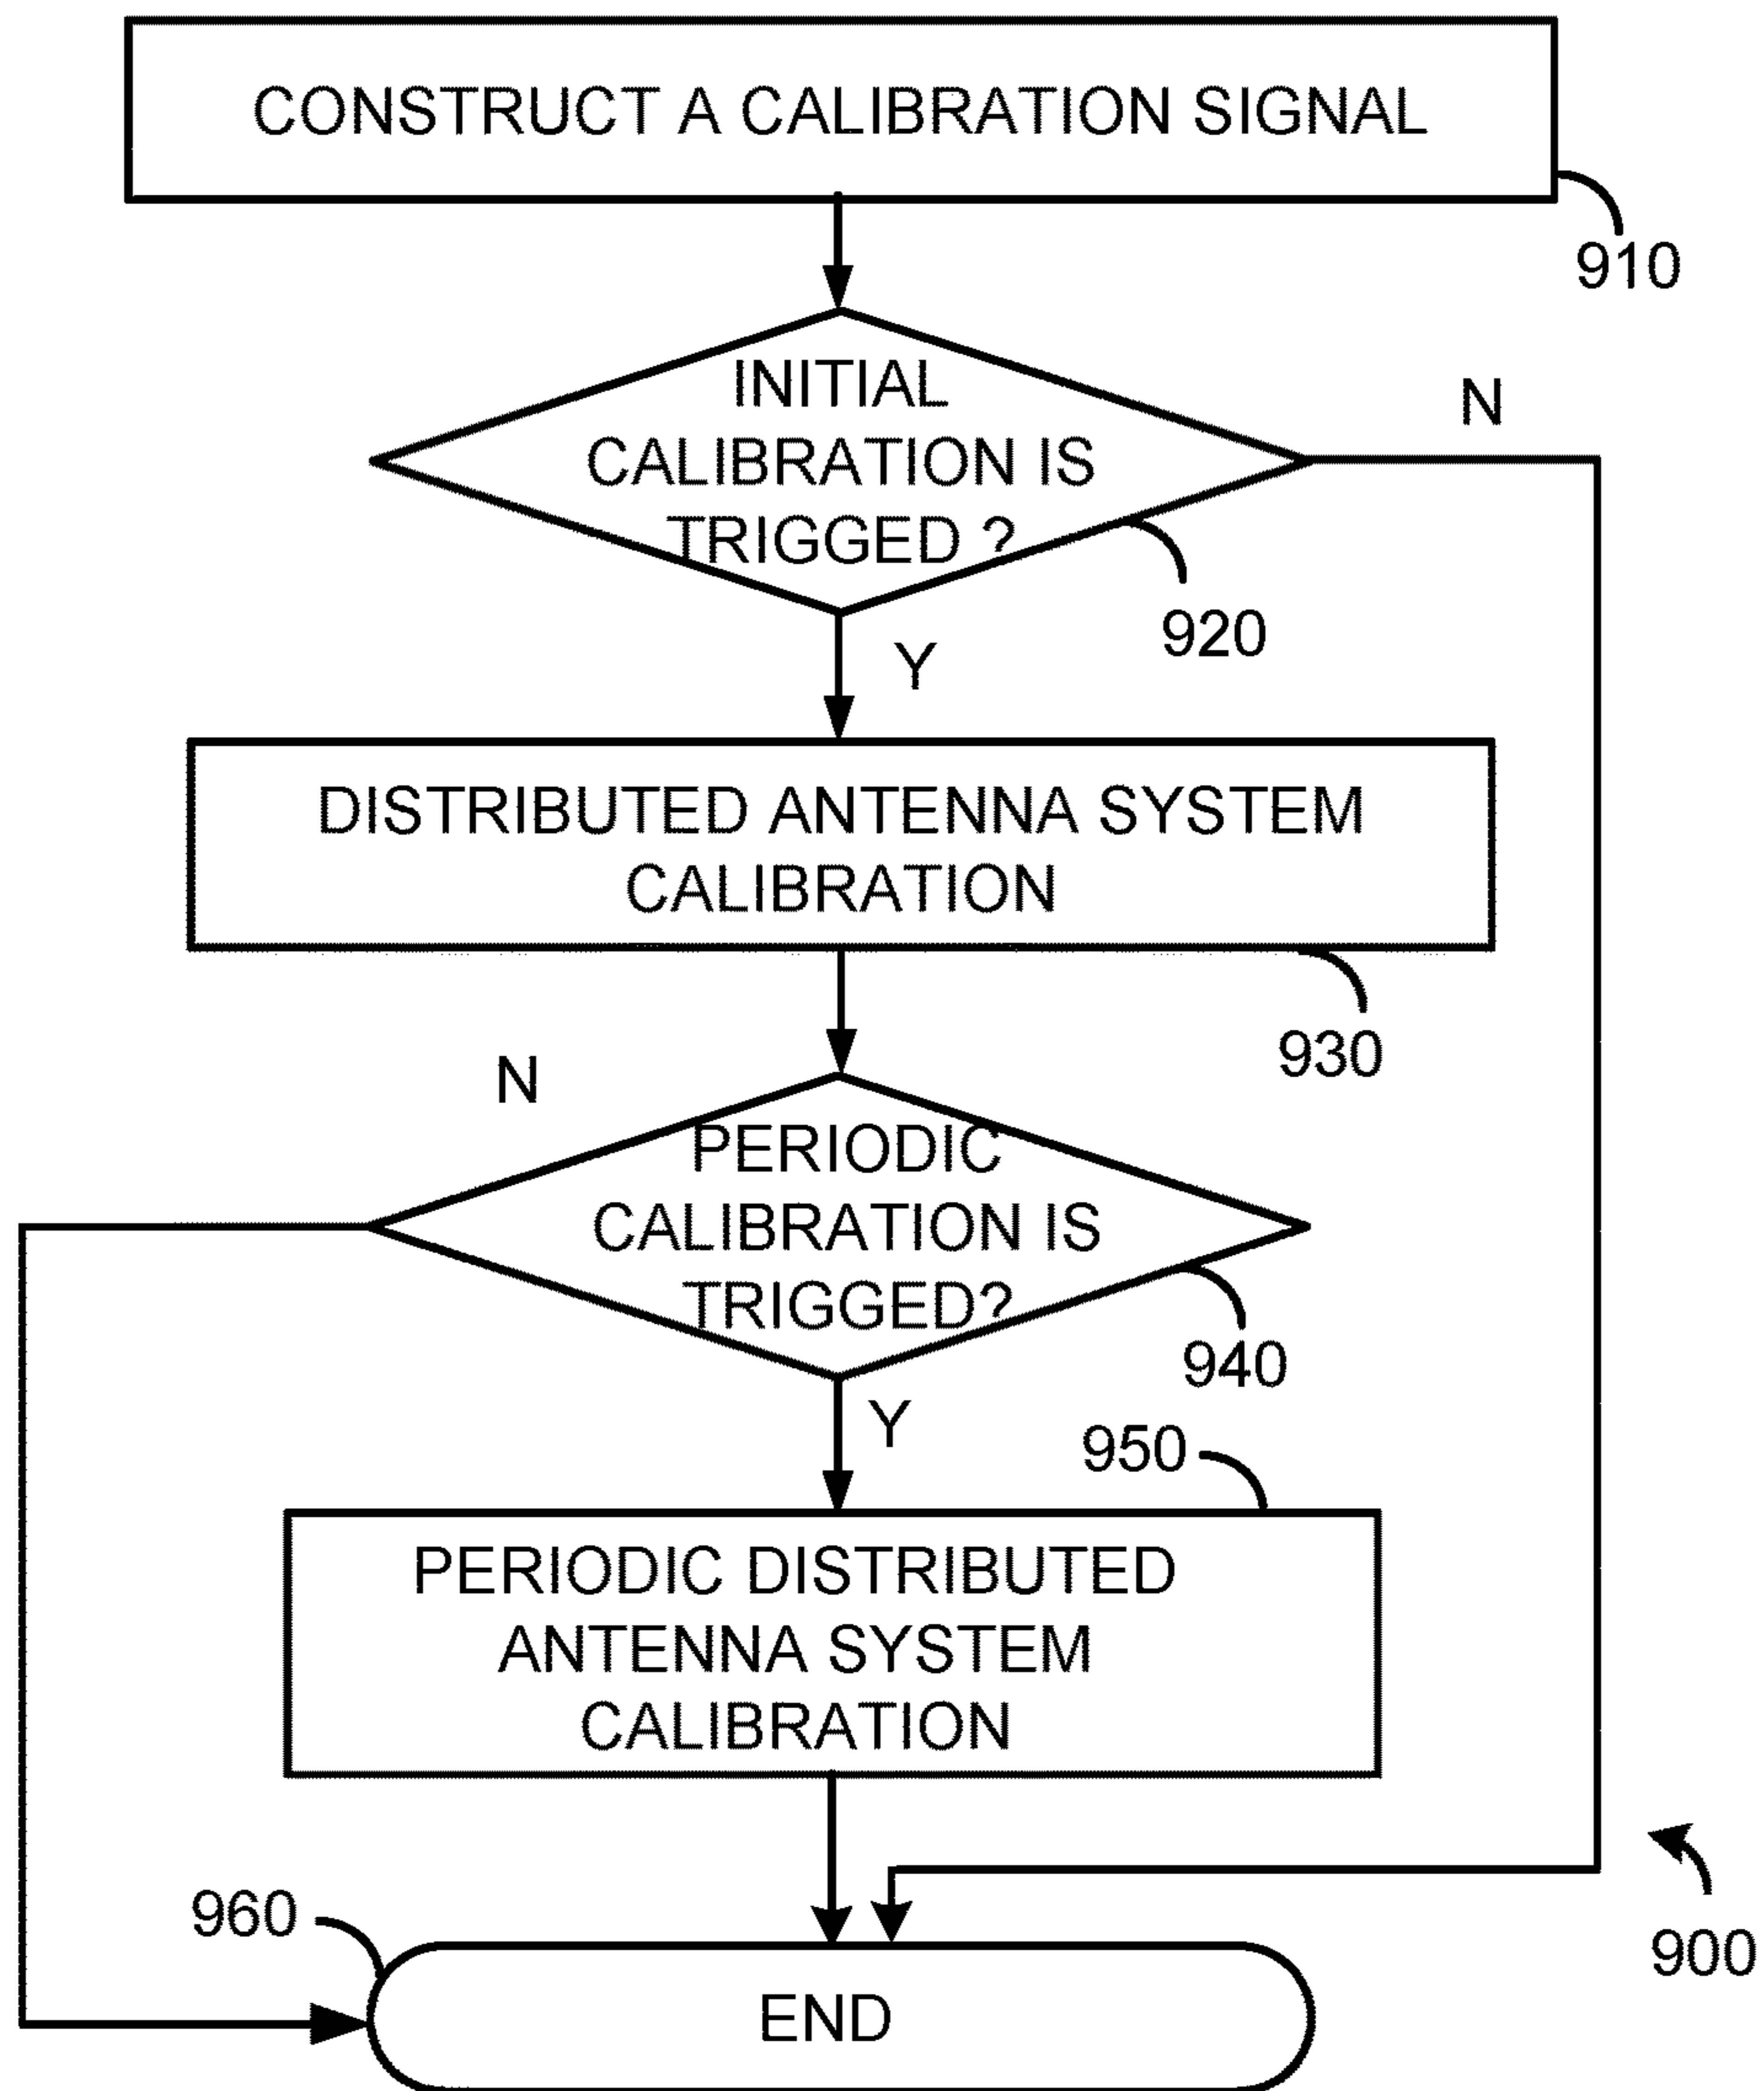 CONSTRUCT A CALIBRATION SIGNAL
910
INITIAL
CALIBRATION IS
TRIGGED ?
N
920
Y
DISTRIBUTED ANTENNA SYSTEM
CALIBRATION
930
N
PERIODIC
CALIBRATION IS
TRIGGED?
940
Y
950
PERIODIC DISTRIBUTED
ANTENNA SYSTEM
CALIBRATION
960
900
END